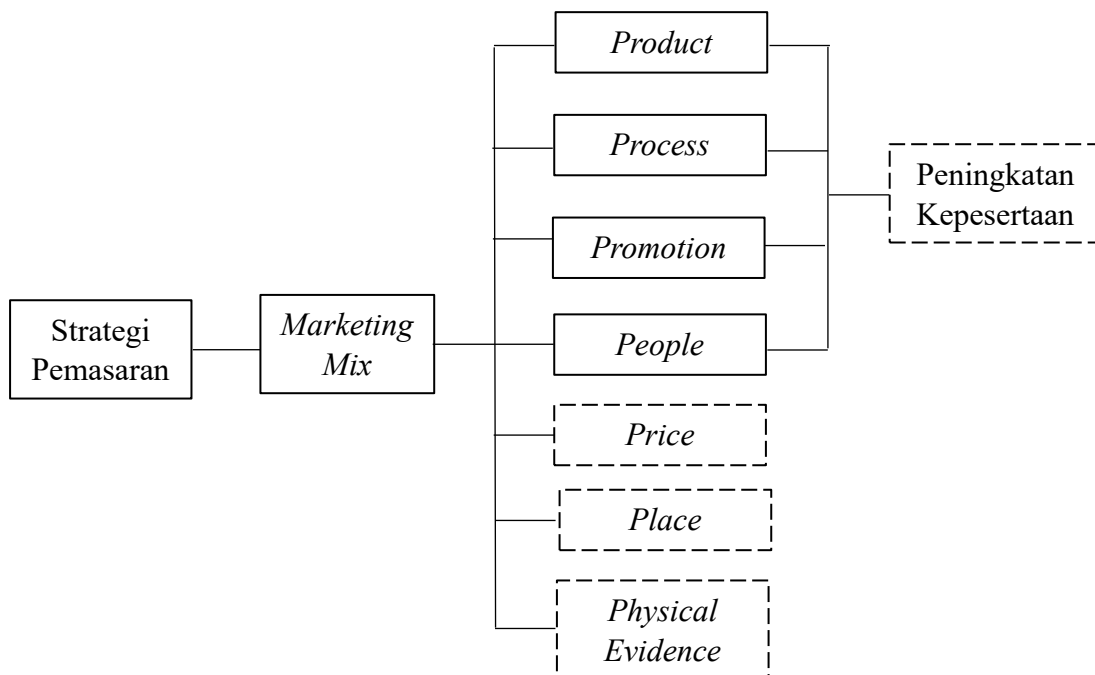 Product
Process
Peningkatan
Kepesertaan
Promotion
Strategi
Pemasaran
Marketing
Mix
People
Price
Place
Physical
Evidence